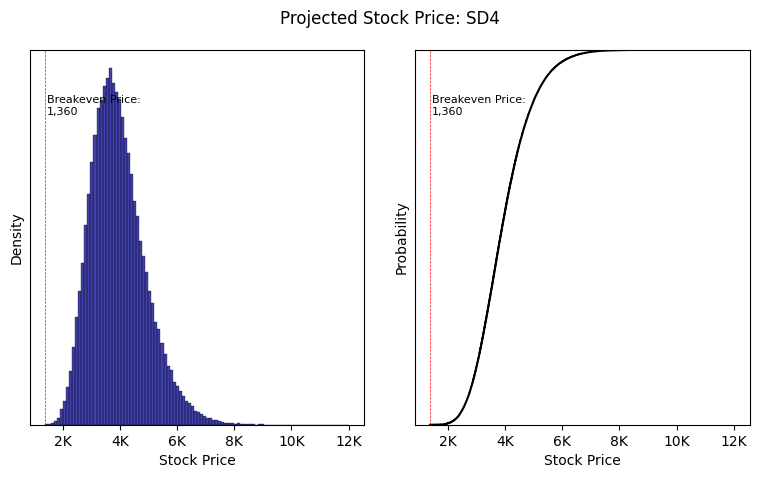 Projected Stock Price: SD4
Breakeven Price:
1,360
Density
2K 4K 6K 8K 10K 12K
Stock Price
Breakeven Price:
1,360
Probability
2K 4K 6K 8K 10K 12K
Stock Price